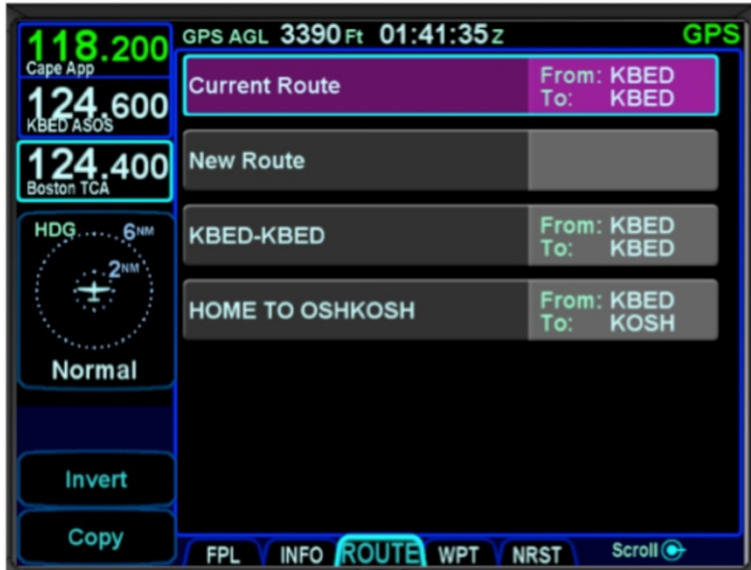 118.200
Cape App
124.600
KBED ASOS
124.400
Boston TCA
HDG 6NM
2NM
Normal
Invert
Copy
GPS AGL 3390 Ft 01:41:35 Z GPS
Current Route From: KBED
To: KBED
New Route
KBED-KBED From: KBED
To: KBED
HOME TO OSHKOSH From: KBED
To: KOSH
FPL INFO ROUTE WPT NRST Scroll